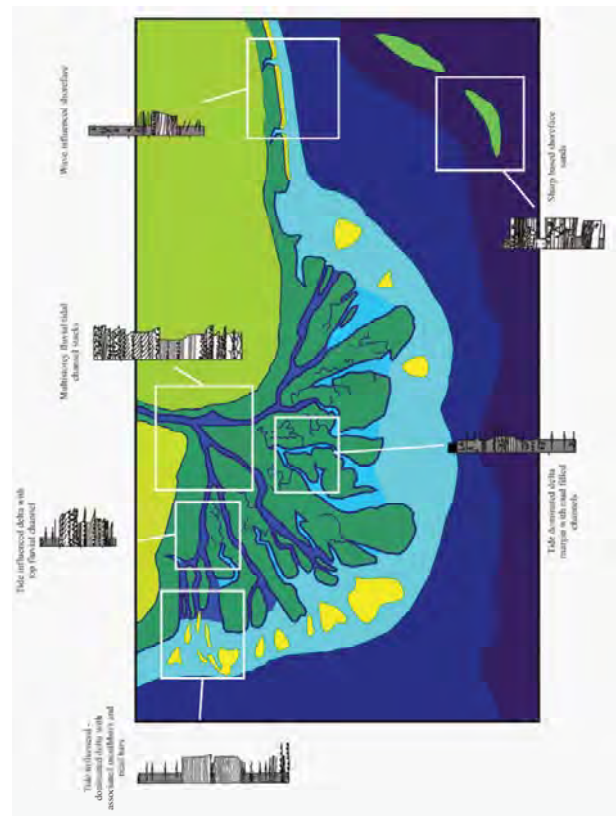 Tide influenced -
dominated delta with
associated mouthbars and
tidal bars
Tide influenced delta with
top fluvial channel
Multistorey fluvial tidal
channel stacks
Wave influenced shoreface
Tide dominated delta
margin with mud filled
channels
Sharp based shoreface
sands